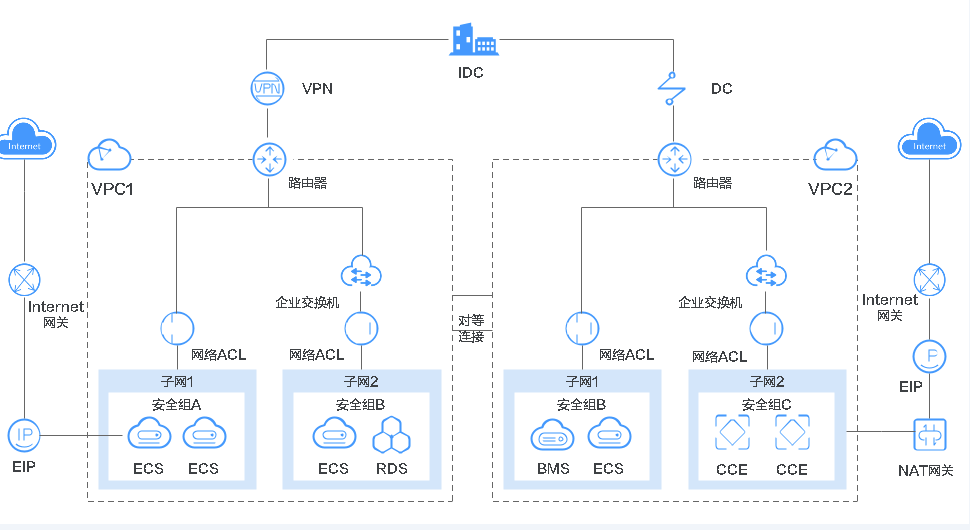 IDC
VPN
DC
VPN
Internet
Internet
VPC1
路由器
路由器
VPC2
Internet
网关
企业交换机
对等
连接
企业交换机
Internet
网关
网络ACL
网络ACL
网络ACL
网络ACL
子网1
子网2
子网1
子网2
IP
EIP
安全组A
安全组B
安全组B
安全组C
IP
EIP
ECS
ECS
ECS
RDS
BMS
ECS
CCE
CCE
NAT网关